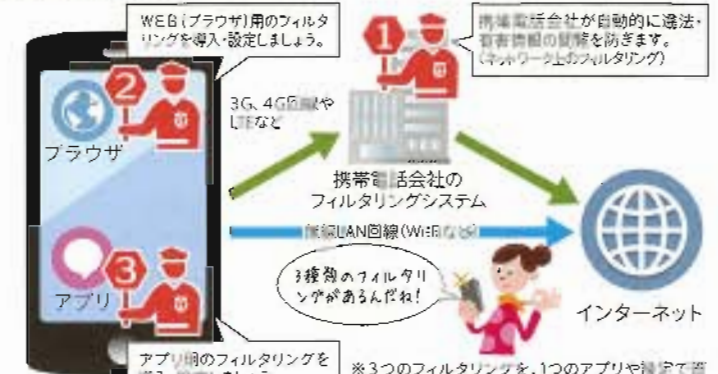 WEB(ブラウザ)用のフィルタ
リングを導入・設定しましょう。
1
携帯電話会社が自動的に違法・
有害情報の閲覧を防ぎます。
(ネットワーク上のフィルタリング)
2
ブラウザ
3G、4G回線や
LTEなど
携帯電話会社の
フィルタリングシステム
無線LAN回線(WiFiなど)
3種類のフィルタリ
ングがあるんだね!
インターネット
3
アプリ
アプリ用のフィルタリングを
※3つのフィルタリングを、1つのアプリや設定で